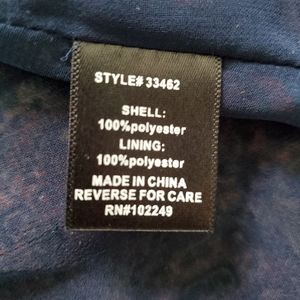 STYLE# 33462
SHELL:
100%polyester
LINING:
100%polyester
MADE IN CHINA
REVERSE FOR CARE
RN#102249